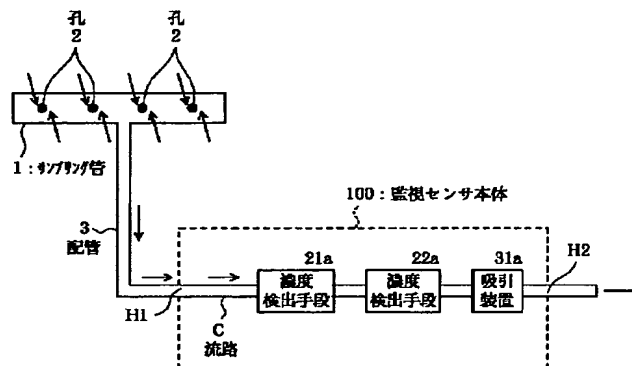 孔
2
孔
2
1：サンプリング管
100：監視センサ本体
3
配管
21a
濃度
検出手段
22a
濃度
検出手段
31a
吸引
装置
H2
H1
C
流路